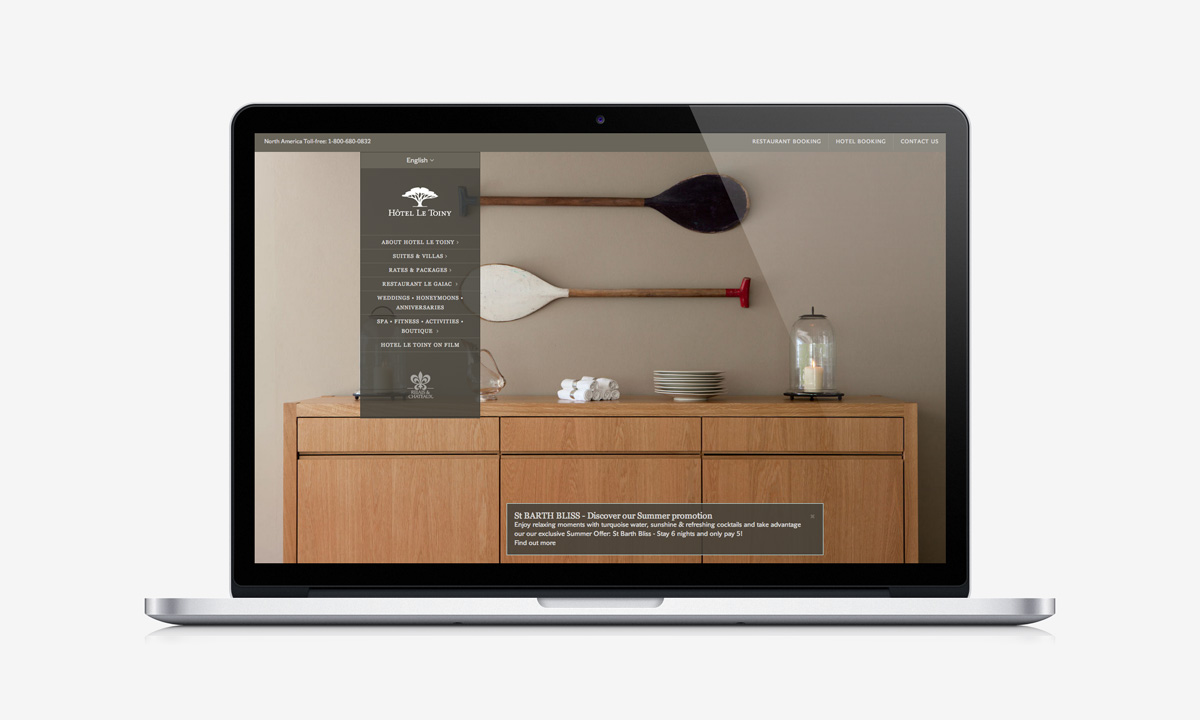 North America Toll-free: 1-800-680-0832
RESTAURANT BOOKING
HOTEL BOOKING
CONTACT US
English
HÔTEL LE TOINY
ABOUT HOTEL LE TOINY ›
SUITES & VILLAS ›
RATES & PACKAGES ›
RESTAURANT LE GAIAC ›
WEDDINGS • HONEYMOONS •
ANNIVERSARIES
SPA • FITNESS • ACTIVITIES •
BOUTIQUE ›
HOTEL LE TOINY ON FILM
RELAIS &
CHATEAUX
St BARTH BLISS - Discover our Summer promotion
Enjoy relaxing moments with turquoise water, sunshine & refreshing cocktails and take advantage
our our exclusive Summer Offer: St Barth Bliss - Stay 6 nights and only pay 5!
Find out more